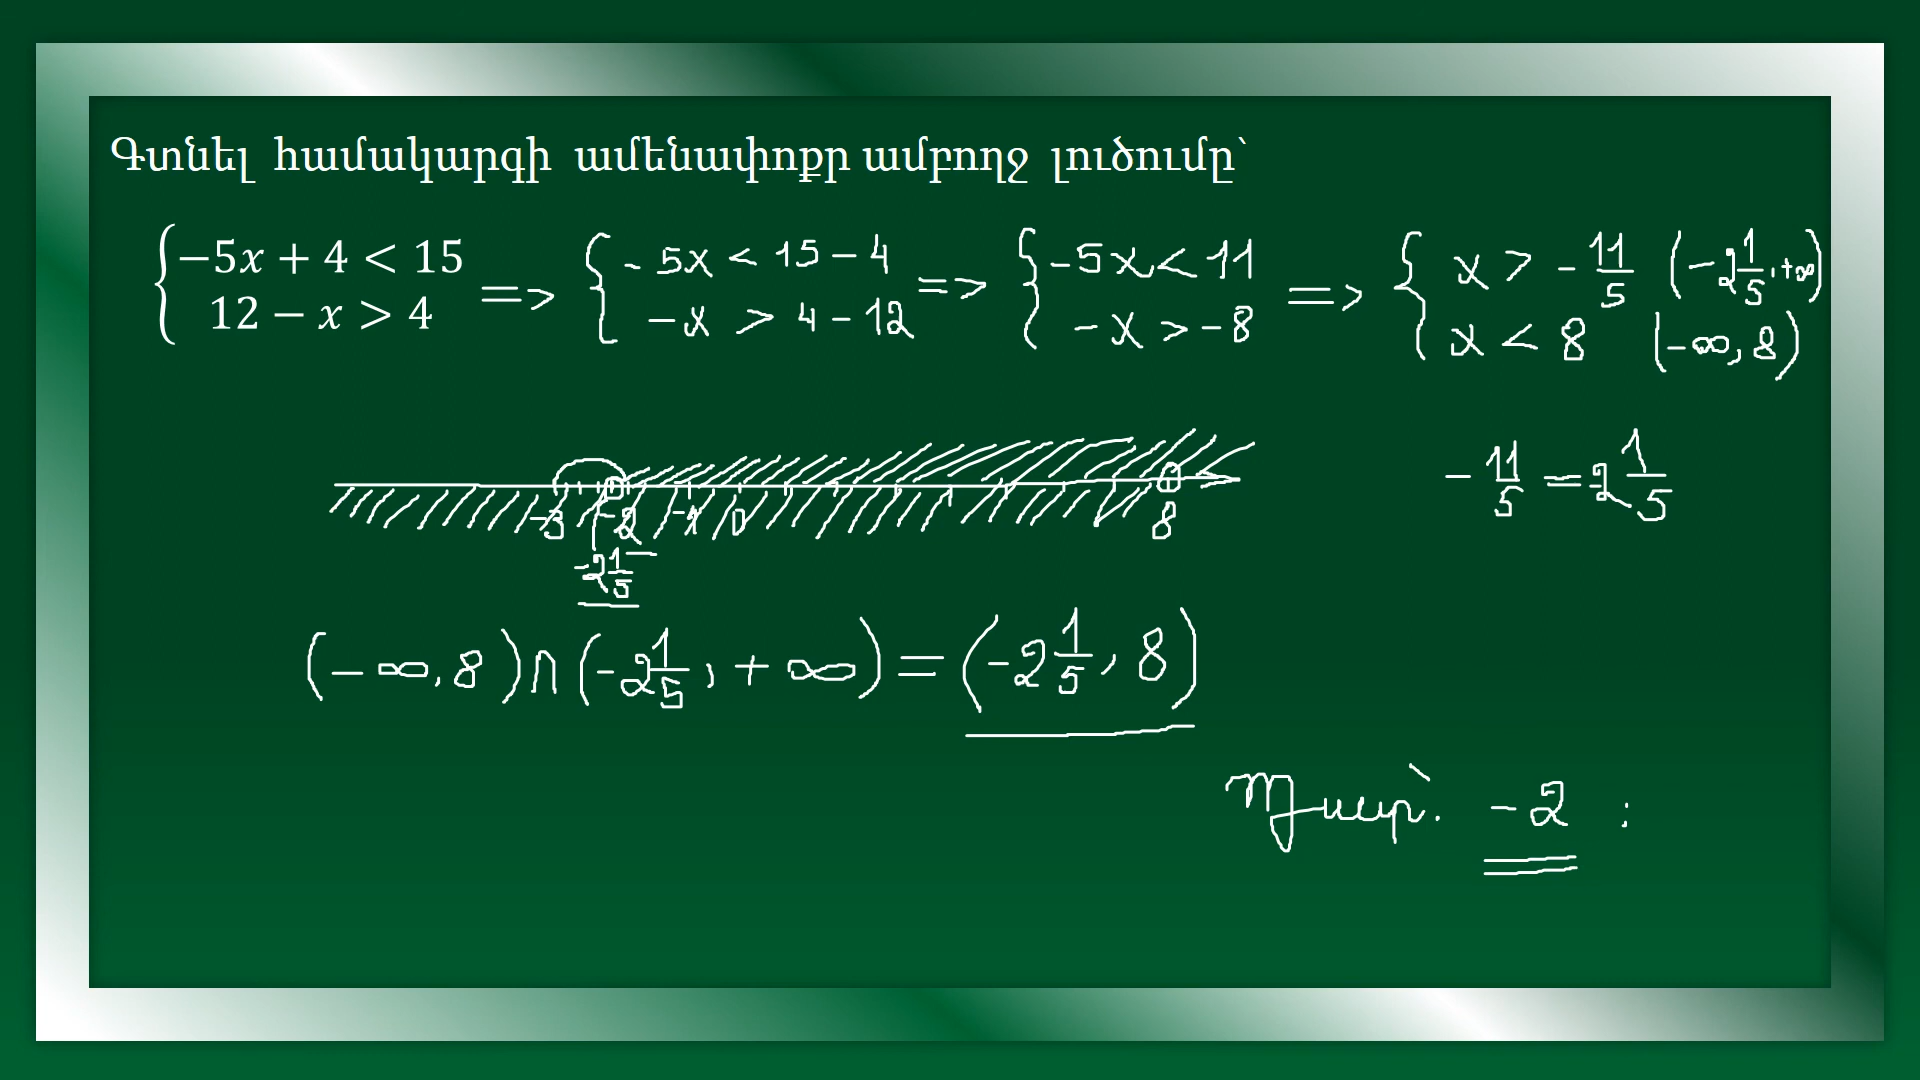 Գտնել համակարգի ամենափոքր ամբողջ լուծումը՝
{−5x + 4 < 15 => {- 5x < 15 − 4 => {-5x < 11 => {x > - 11/5 (-2 1/5, +∞)
12 − x > 4 −x > 4 − 12 -x > -8 x < 8 (-∞, 8)
- 11/5 = 2 1/5
-3 -2 -1 0 8
-2 1/5
(-∞, 8) ∩ (-2 1/5, +∞) = (-2 1/5, 8)
Պատ՝. -2 :